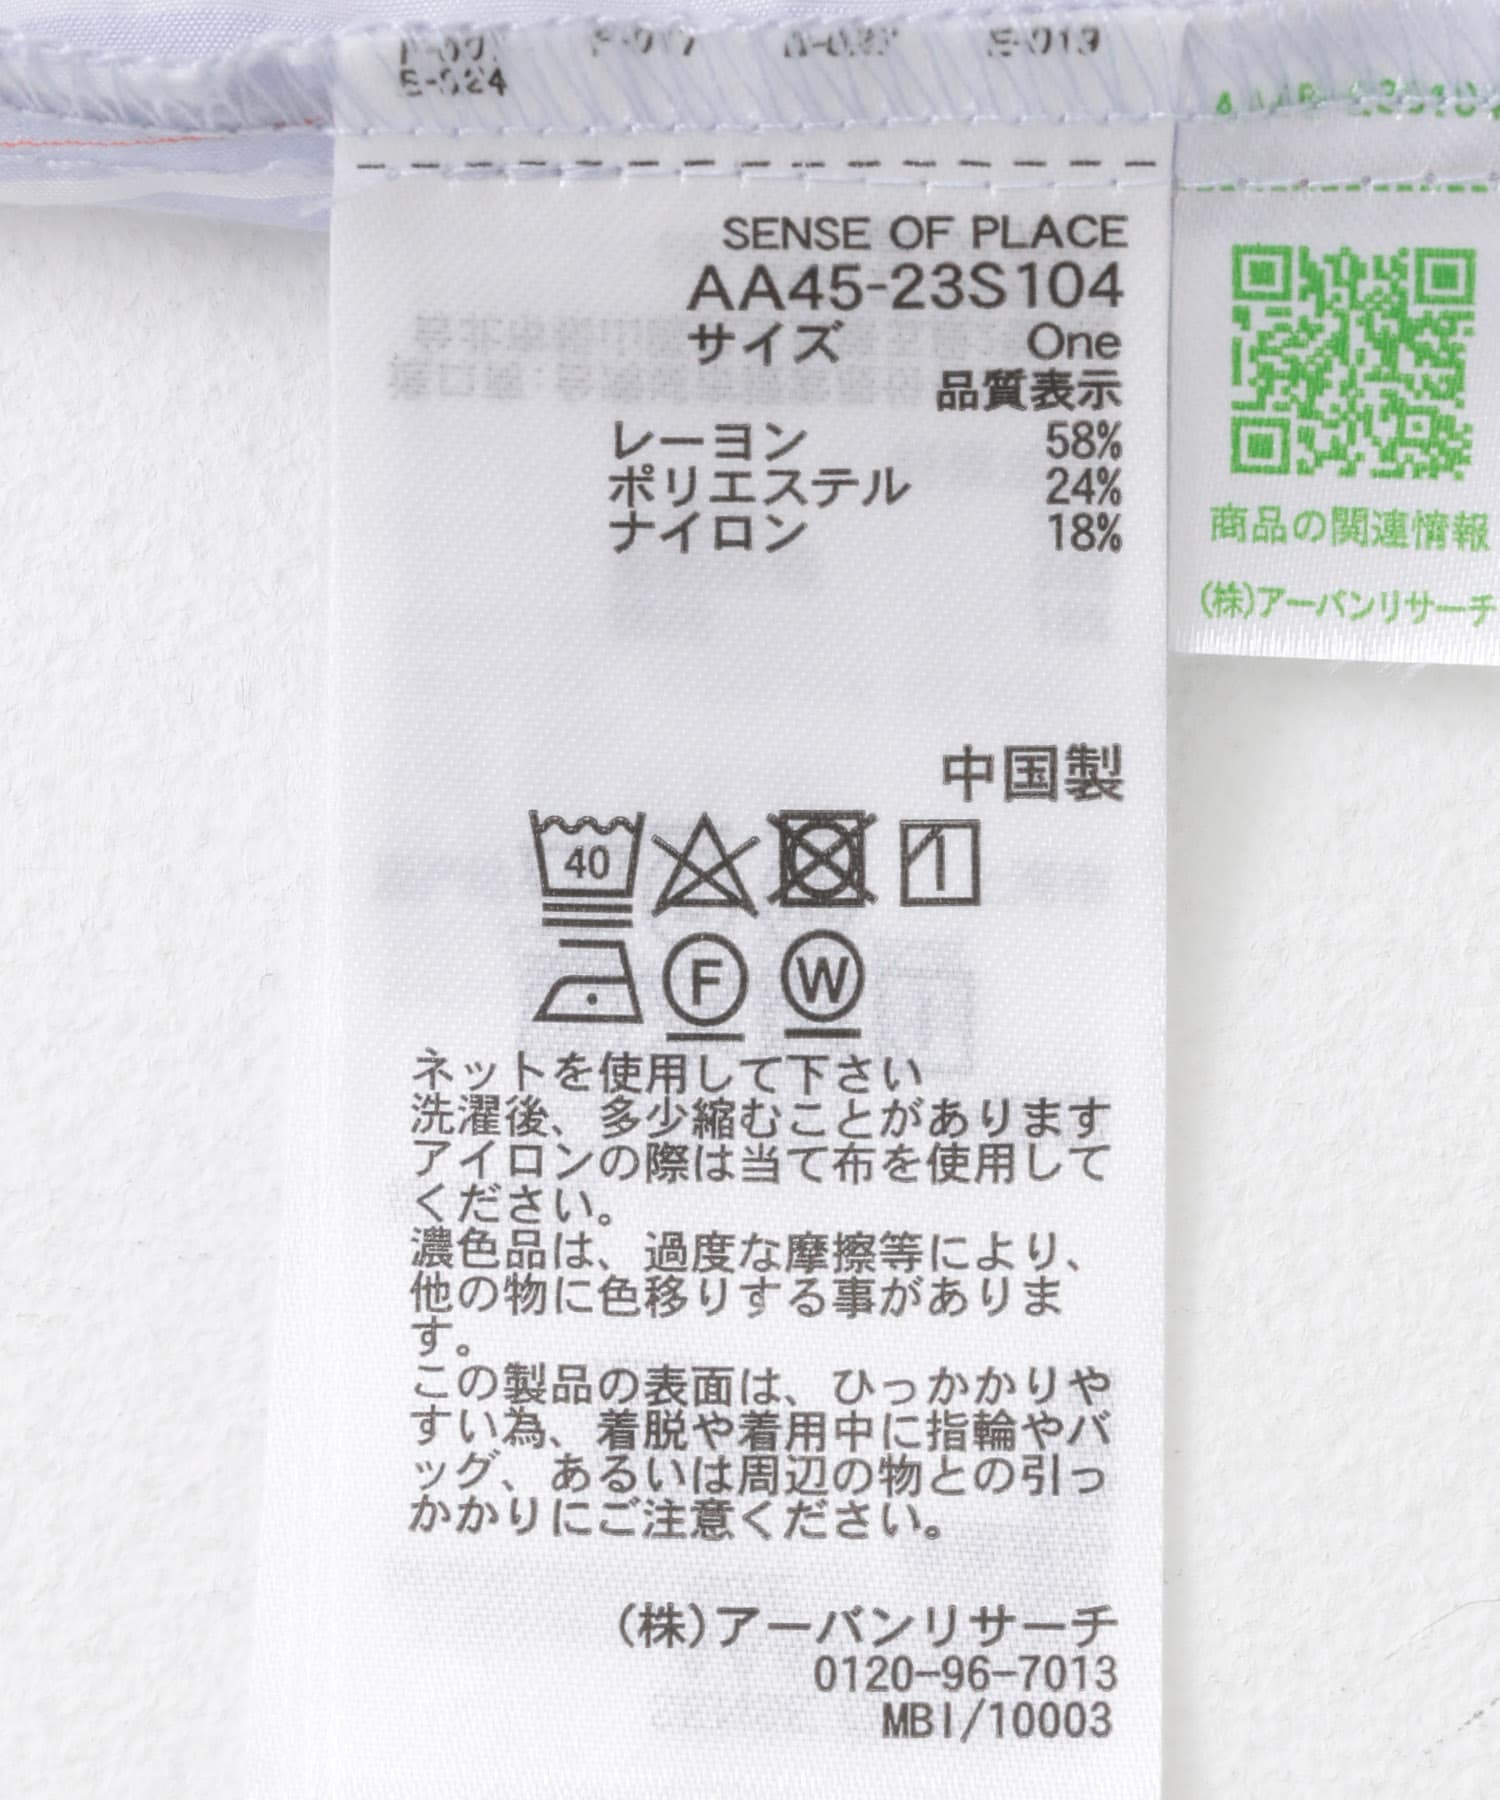 E-024
SENSE OF PLACE
AA45-23S104
サイズ One
品質表示
レーヨン 58%
ポリエステル 24%
ナイロン 18%
中国製
40
F W
ネットを使用して下さい
洗濯後、多少縮むことがあります
アイロンの際は当て布を使用して
ください。
濃色品は、過度な摩擦等により、
他の物に色移りする事がありま
す。
この製品の表面は、ひっかかりや
すい為、着脱や着用中に指輪やバ
ッグ、あるいは周辺の物との引っ
かかりにご注意ください。
(株)アーバンリサーチ
0120-96-7013
MBI/10003
商品の関連情報
(株)アーバンリサーチ